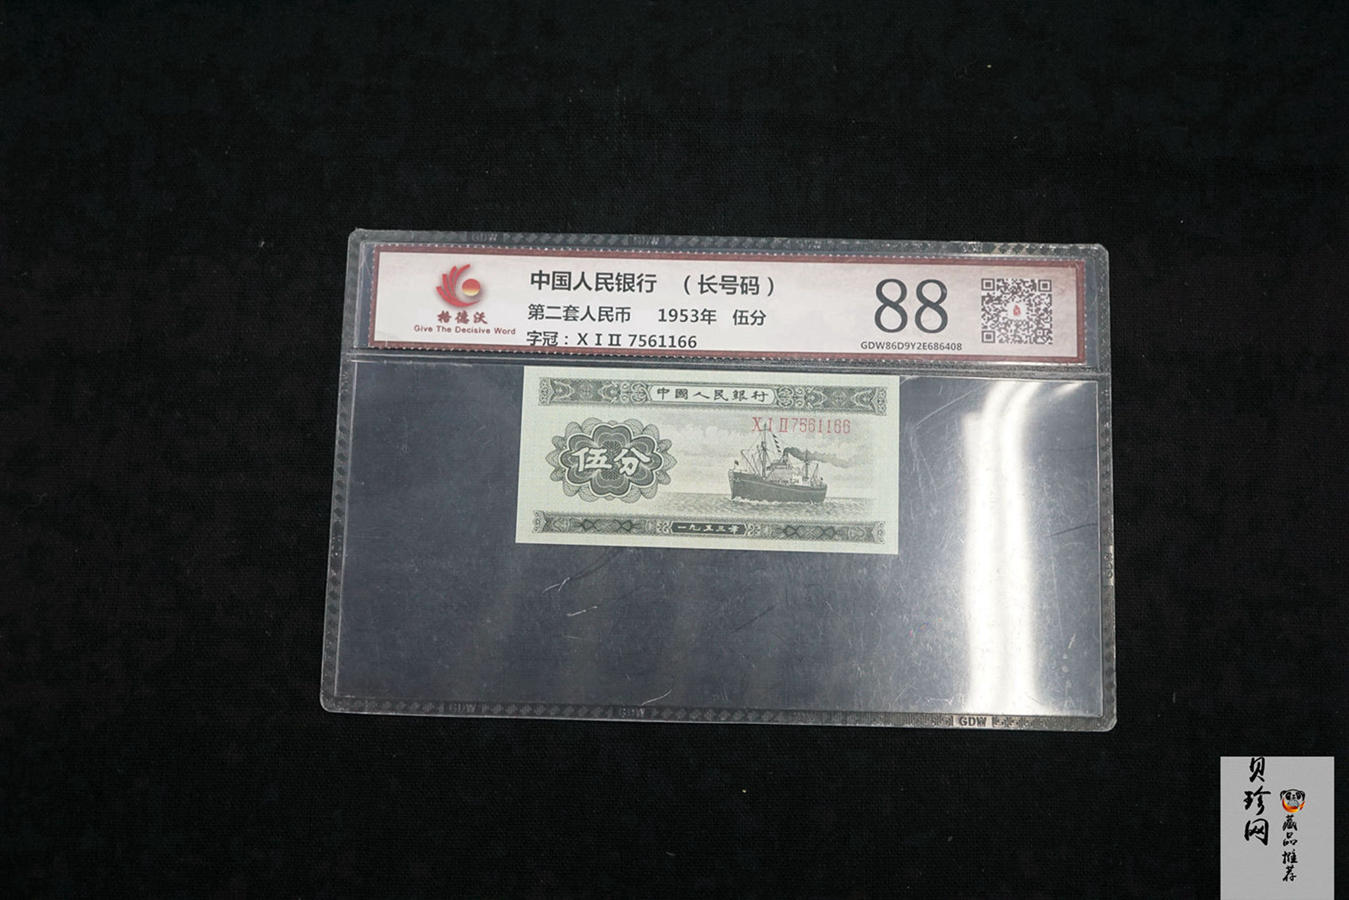 中国人民银行 （长号码）
第二套人民币 1953年 伍分
字冠：ⅩⅠⅡ 7561166
格德沃
Give The Decisive Word
88
GDW86D9Y2E686408
中國人民銀行
ⅩⅠⅡ7561166
伍分
一九五三年
GDW
GDW
GDW
贝珍网
藏品推荐